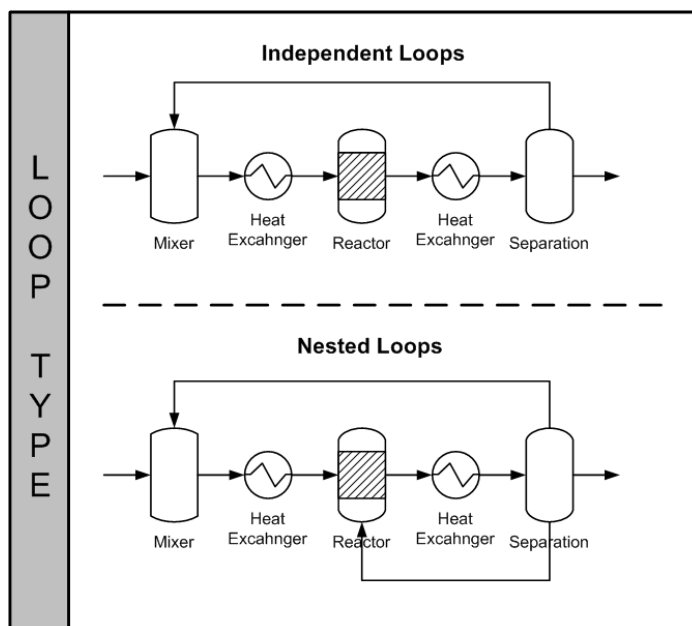 LOOP TYPE
Independent Loops
Mixer
Heat
Excahnger
Reactor
Heat
Excahnger
Separation
Nested Loops
Mixer
Heat
Excahnger
Reactor
Heat
Excahnger
Separation